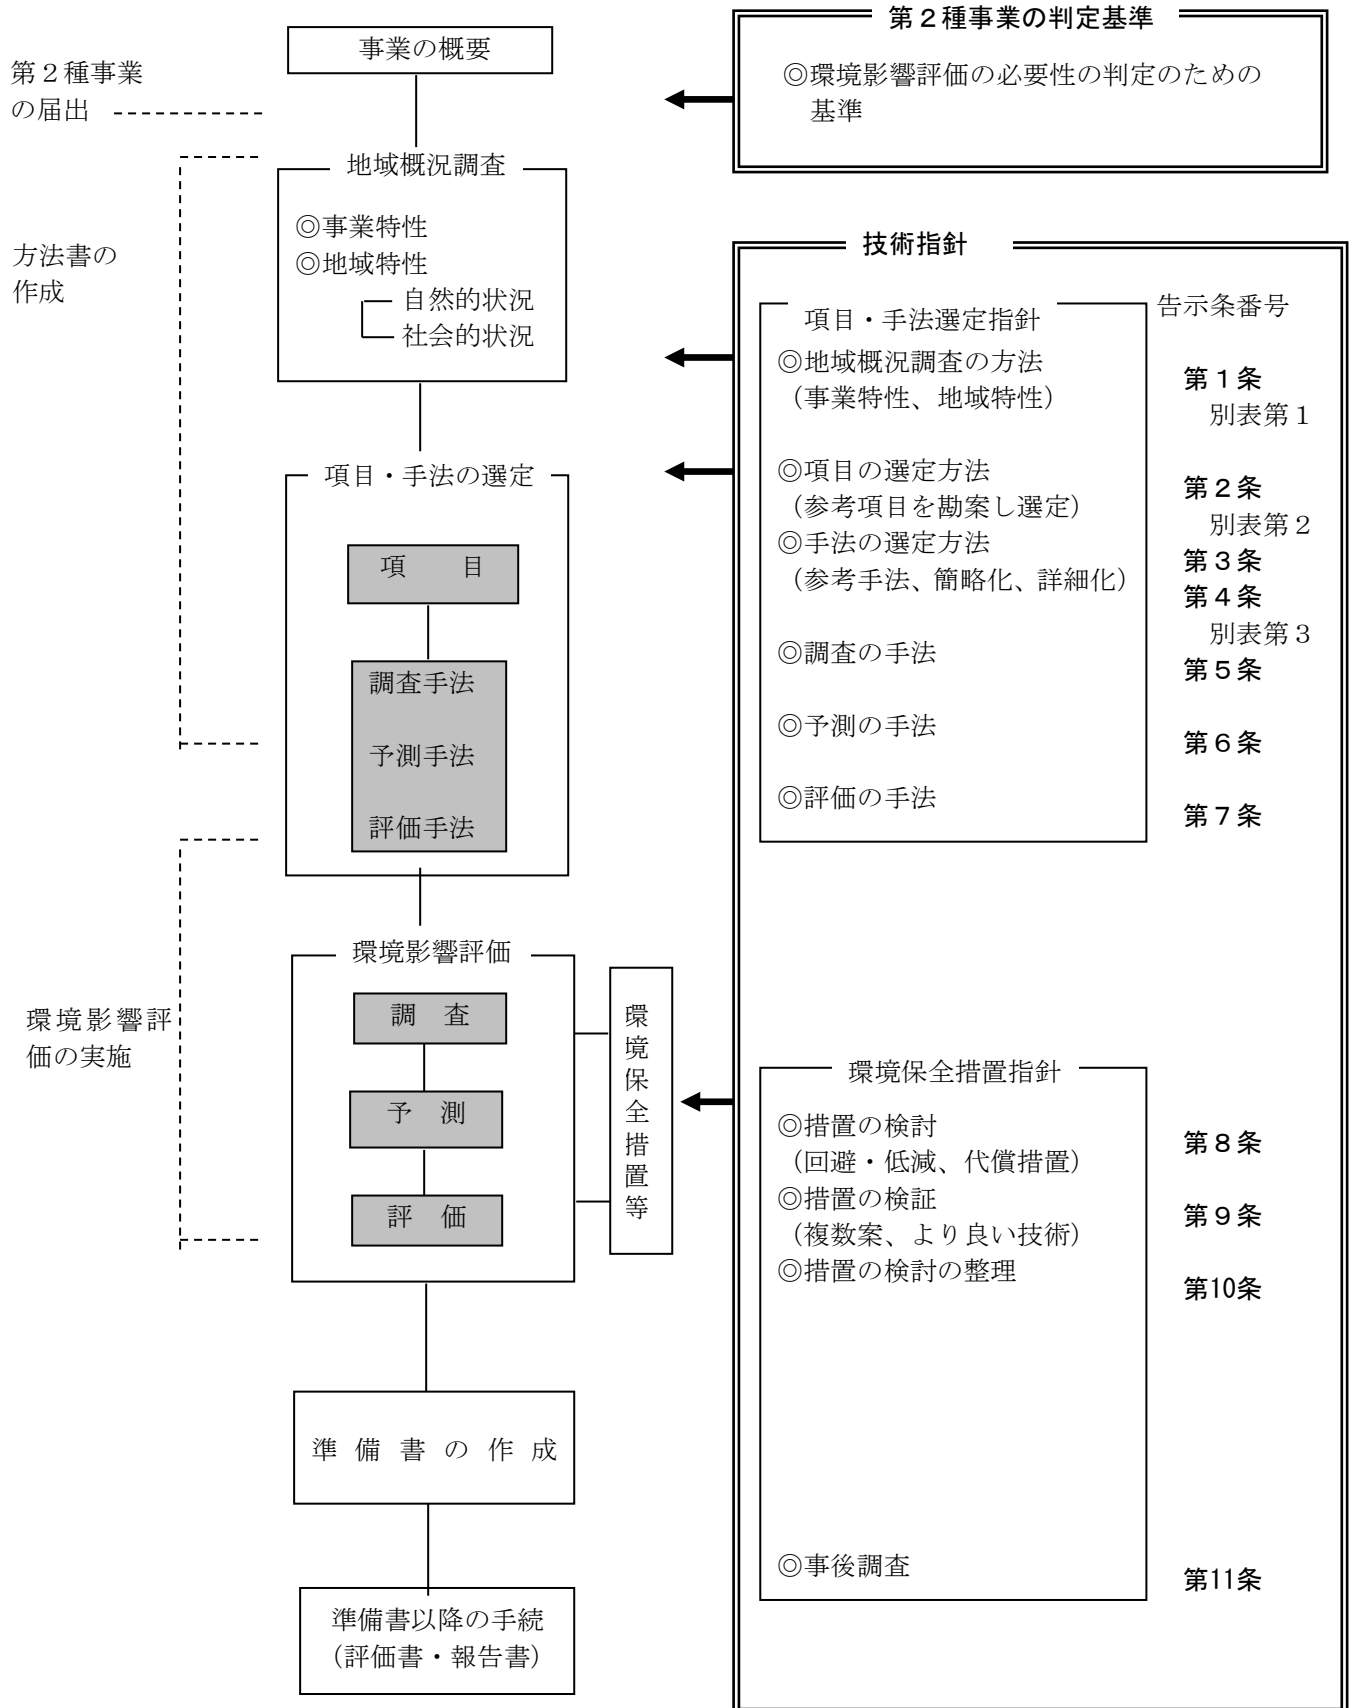 第２種事業の判定基準
◎環境影響評価の必要性の判定のための
基準
事業の概要
第２種事業
の届出
地域概況調査
◎事業特性
◎地域特性
自然的状況
社会的状況
方法書の
作成
項目・手法の選定
項　　目
調査手法
予測手法
評価手法
環境影響評価
調　査
予　測
評　価
環境保全措置等
環境影響評
価の実施
準 備 書 の 作 成
準備書以降の手続
（評価書・報告書）
技術指針
項目・手法選定指針
告示条番号
◎地域概況調査の方法
（事業特性、地域特性）
第１条
別表第１
◎項目の選定方法
（参考項目を勘案し選定）
第２条
別表第２
◎手法の選定方法
（参考手法、簡略化、詳細化）
第３条
第４条
別表第３
◎調査の手法
第５条
◎予測の手法
第６条
◎評価の手法
第７条
環境保全措置指針
◎措置の検討
（回避・低減、代償措置）
第８条
◎措置の検証
（複数案、より良い技術）
第９条
◎措置の検討の整理
第10条
◎事後調査
第11条